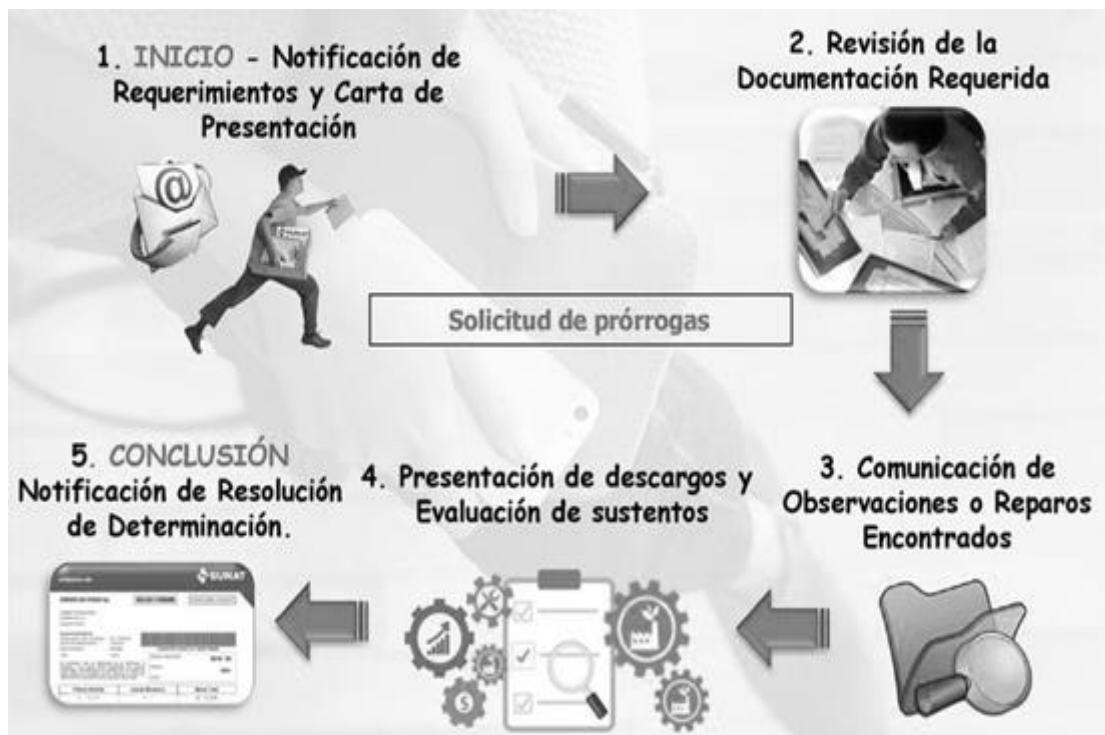 1. INICIO - Notificación de
Requerimientos y Carta de
Presentación
2. Revisión de la
Documentación Requerida
Solicitud de prórrogas
3. Comunicación de
Observaciones o Reparos
Encontrados
4. Presentación de descargos y
Evaluación de sustentos
5. CONCLUSIÓN
Notificación de Resolución
de Determinación.
SUNAT